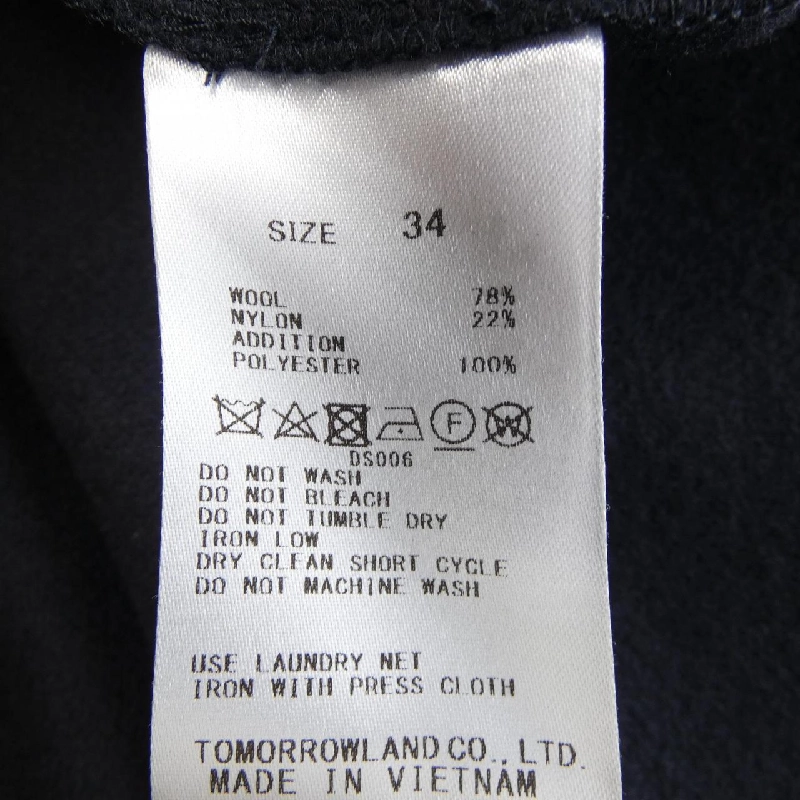 SIZE 34
WOOL 78%
NYLON 22%
ADDITION
POLYESTER 100%
F W
DS006
DO NOT WASH
DO NOT BLEACH
DO NOT TUMBLE DRY
IRON LOW
DRY CLEAN SHORT CYCLE
DO NOT MACHINE WASH
USE LAUNDRY NET
IRON WITH PRESS CLOTH
TOMORROWLAND CO., LTD.
MADE IN VIETNAM